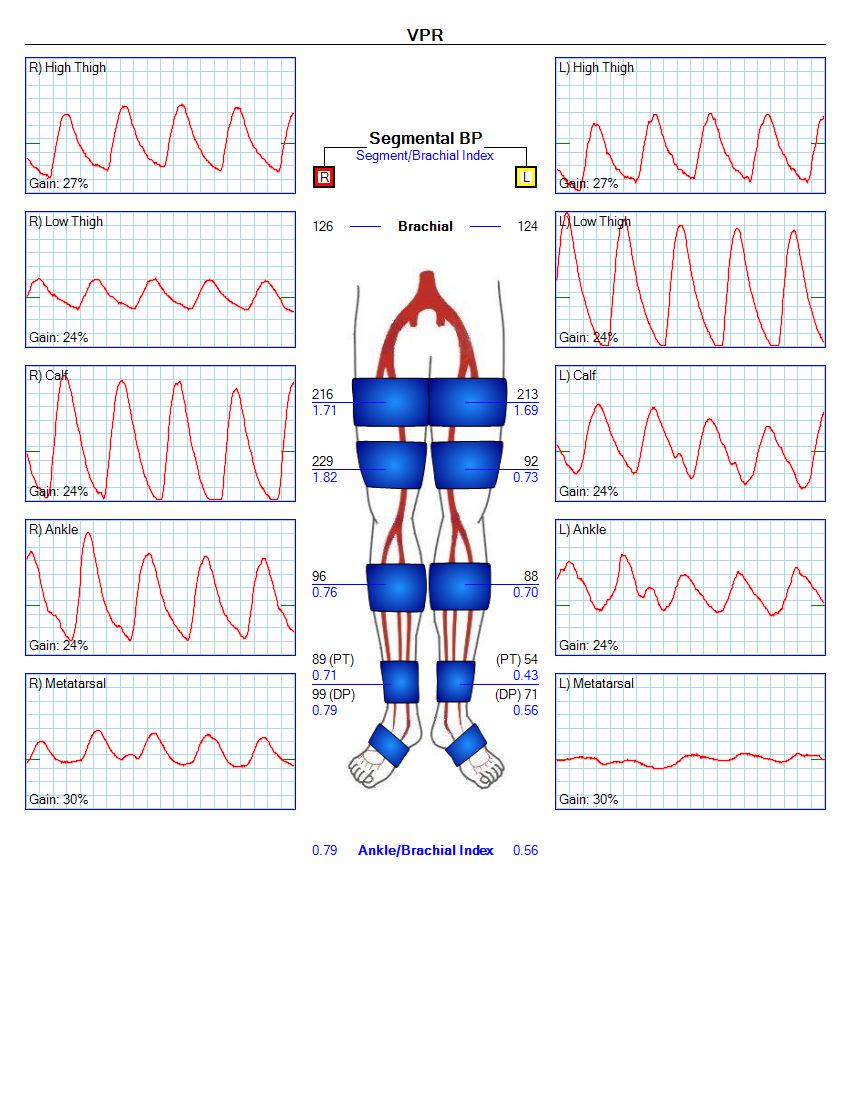 VPR
R) High Thigh
Gain: 27%
L) High Thigh
Gain: 27%
Segmental BP
Segment/Brachial Index
R
L
126 Brachial 124
R) Low Thigh
Gain: 24%
L) Low Thigh
Gain: 24%
R) Calf
Gain: 24%
L) Calf
Gain: 24%
216 213
1.71 1.69
229 92
1.82 0.73
R) Ankle
Gain: 24%
L) Ankle
Gain: 24%
96 88
0.76 0.70
89 (PT) (PT) 54
0.71 0.43
99 (DP) (DP) 71
0.79 0.56
R) Metatarsal
Gain: 30%
L) Metatarsal
Gain: 30%
0.79 Ankle/Brachial Index 0.56